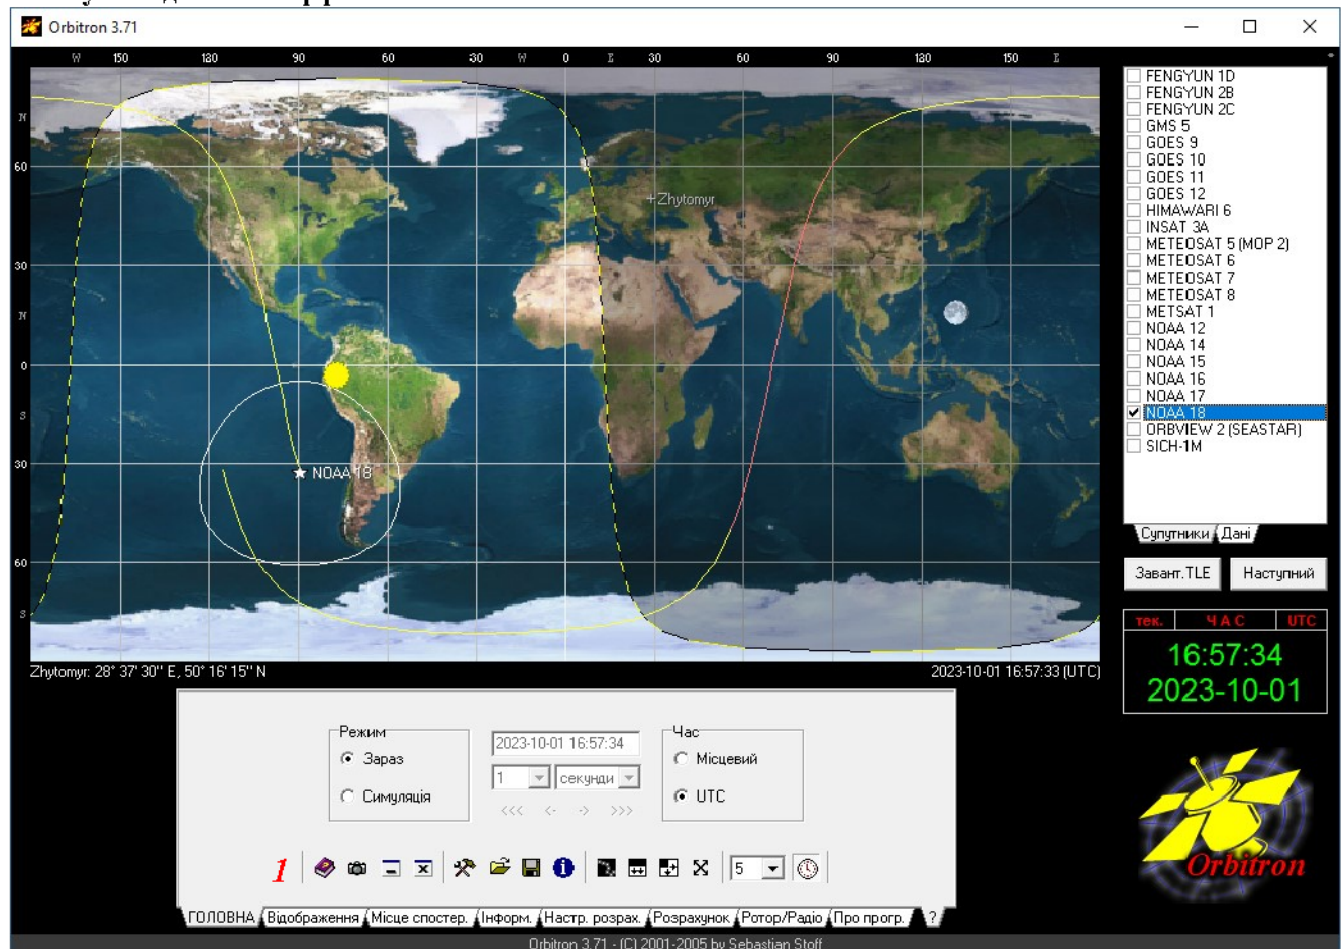 Orbitron 3.71
W 150 120 90 60 30 W 0 E 30 60 90 120 150 E
FENGYUN 1D
FENGYUN 2B
FENGYUN 2C
GMS 5
GOES 9
GOES 10
GOES 11
GOES 12
HIMAWARI 6
INSAT 3A
METEOSAT 5 (MOP 2)
METEOSAT 6
METEOSAT 7
METEOSAT 8
METSAT 1
NOAA 12
NOAA 14
NOAA 15
NOAA 16
NOAA 17
NOAA 18
ORBVIEW 2 (SEASTAR)
SICH-1M
N
60
Zhytomyr
30
N
0
S
30
NOAA 18
60
S
Супутники Дані
Завант.TLE Наступний
тек. ЧАС UTC
16:57:34
2023-10-01
Zhytomyr: 28° 37' 30'' E, 50° 16' 15'' N 2023-10-01 16:57:33 (UTC)
Режим
Зараз
Симуляція
2023-10-01 16:57:34
1 секунди
<<< <- -> >>>
Час
Місцевий
UTC
1
5
Orbitron
ГОЛОВНА Відображення Місце спостер. Інформ. Настр. розрах. Розрахунок Ротор/Радіо Про прогр. ?
Orbitron 3.71 - (C) 2001-2005 by Sebastian Stoff